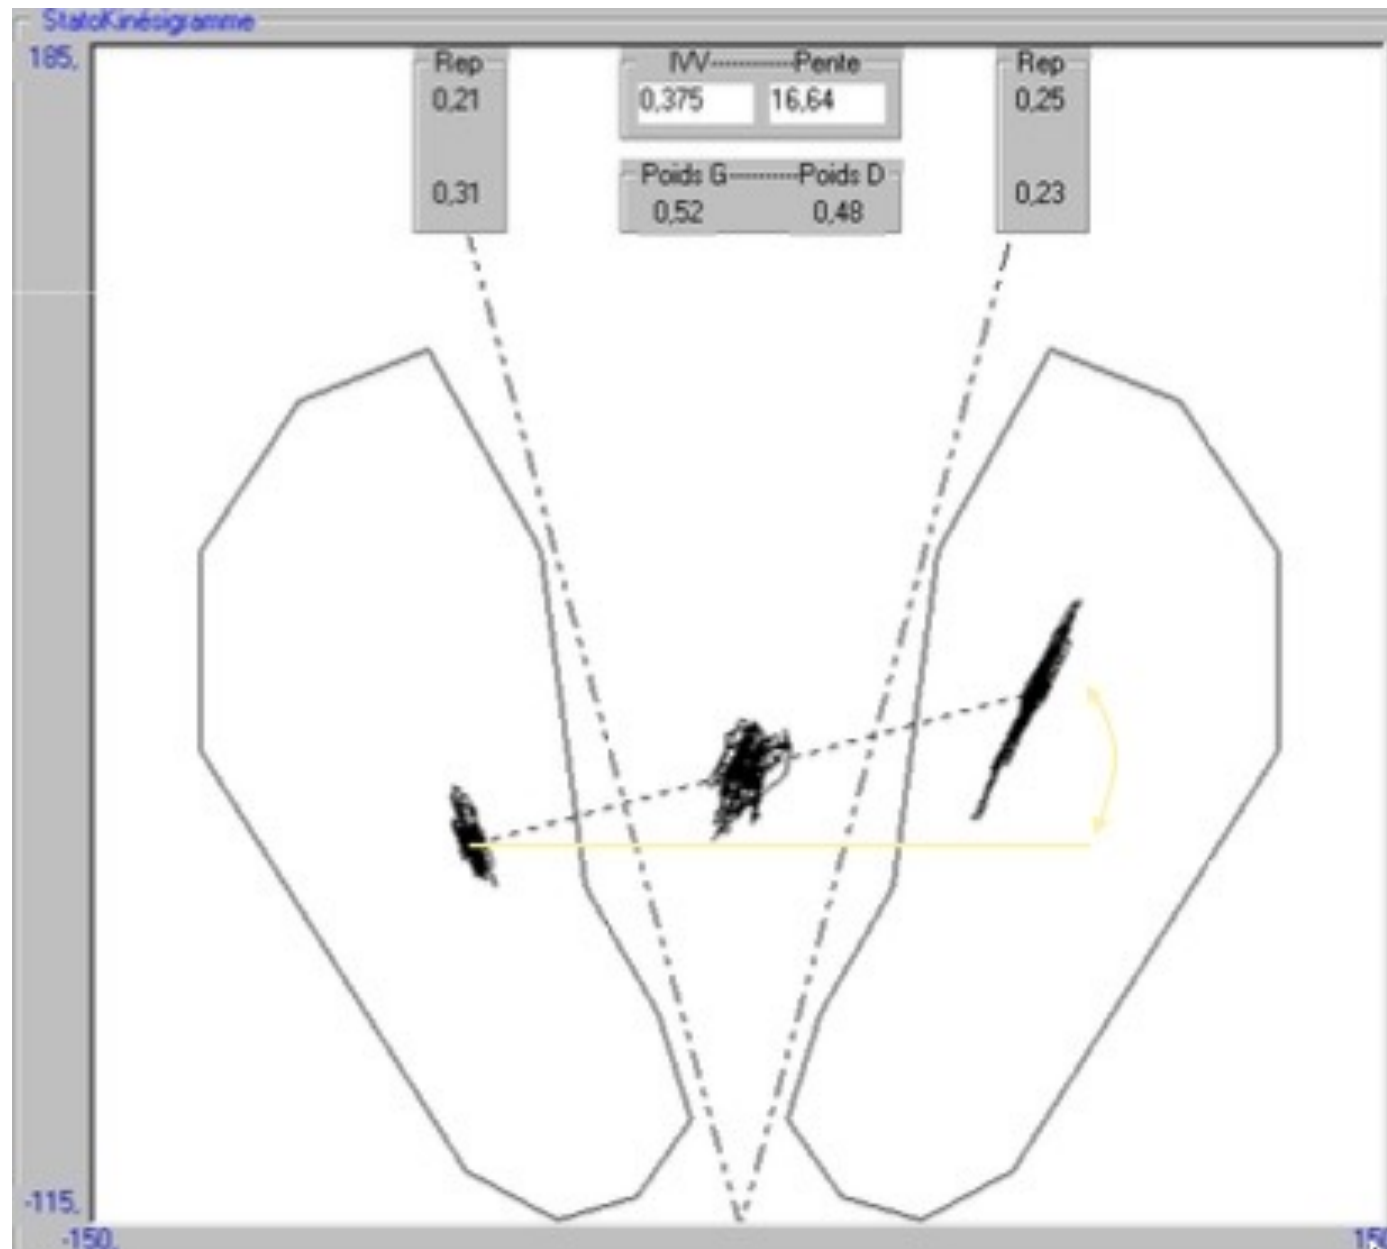 StatoKinésigramme
185,
Rep
0,21
0,31
IVV----------Pente
0,375 16,64
Poids G---------Poids D
0,52 0,48
Rep
0,25
0,23
-115,
-150,
150